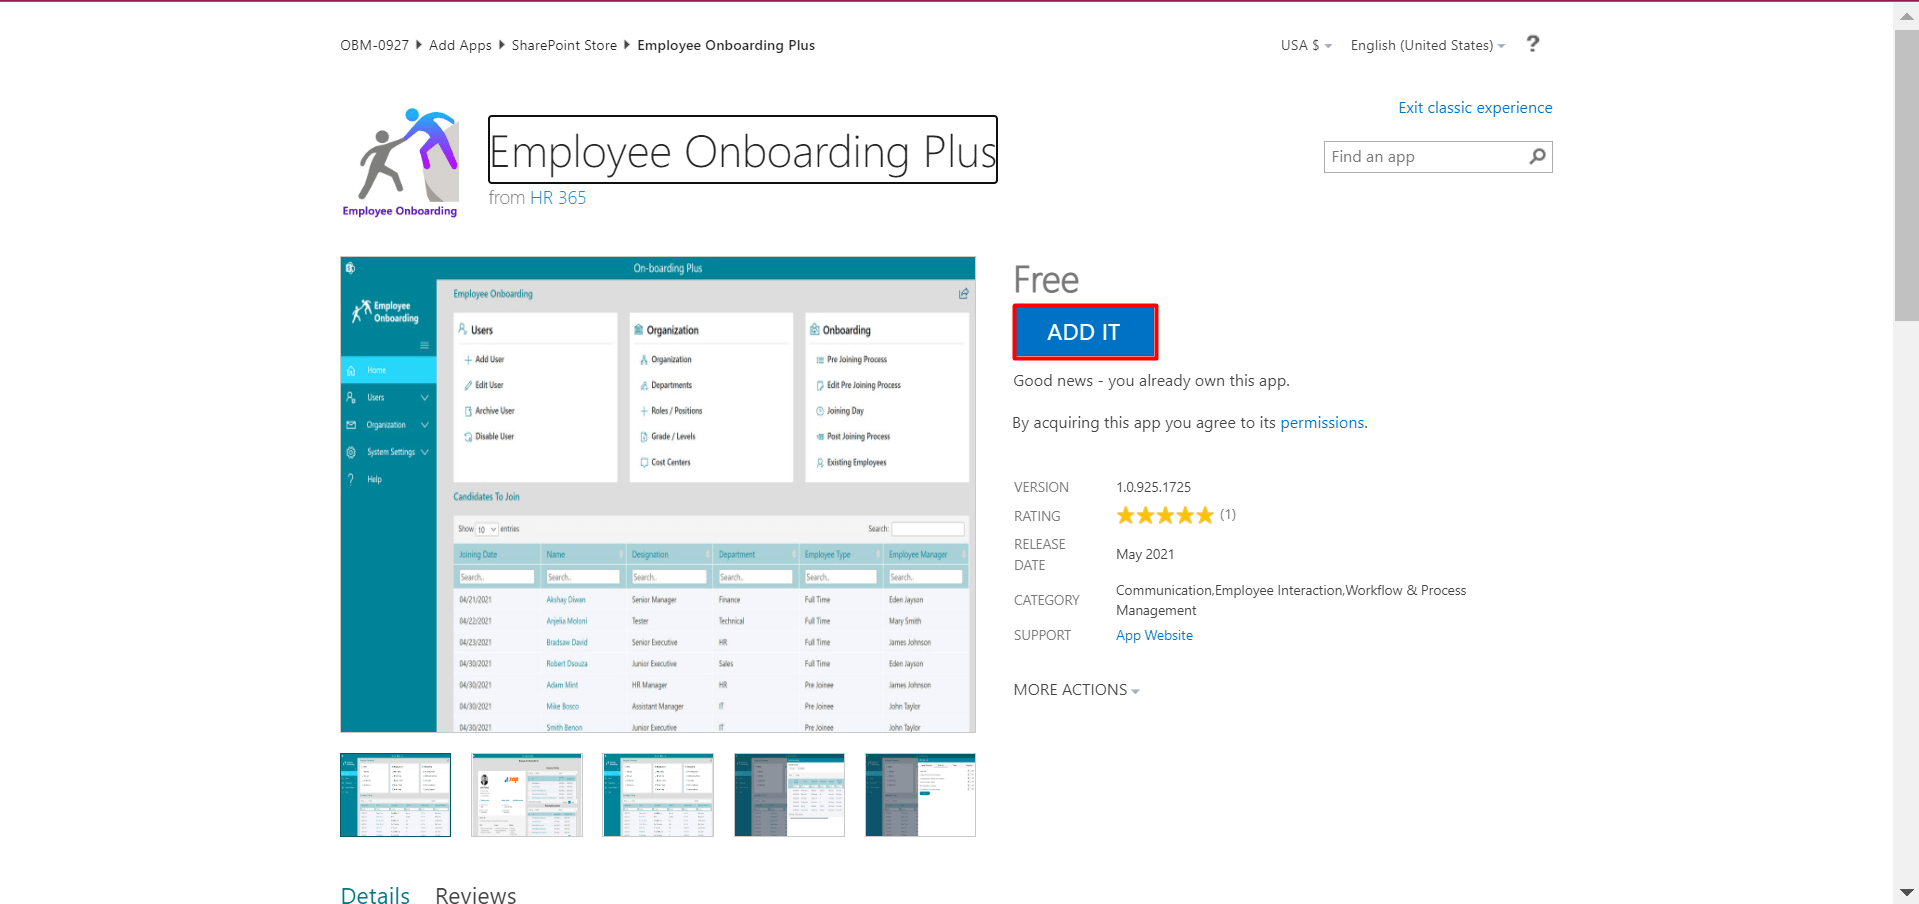 OBM-0927 Add Apps SharePoint Store Employee Onboarding Plus
USA $ English (United States) ?
Exit classic experience
Employee Onboarding
Employee Onboarding Plus
from HR 365
Find an app
On-boarding Plus
Employee
Onboarding
Home
Users
Organization
System Settings
Help
Employee Onboarding
Users
Add User
Edit User
Archive User
Disable User
Organization
Organization
Departments
Roles / Positions
Grade / Levels
Cost Centers
Onboarding
Pre Joining Process
Edit Pre Joining Process
Joining Day
Post Joining Process
Existing Employees
Candidates To Join
Show 10 entries Search:
Joining Date Name Designation Department Employee Type Employee Manager
Search.. Search.. Search.. Search.. Search.. Search..
04/21/2021 Akshay Diwan Senior Manager Finance Full Time Eden Jayson
04/22/2021 Anjelia Moloni Tester Technical Full Time Mary Smith
04/23/2021 Bradsaw David Senior Executive HR Full Time James Johnson
04/30/2021 Robert Dsouza Junior Executive Sales Full Time Eden Jayson
04/30/2021 Adam Mint HR Manager HR Pre Joinee James Johnson
04/30/2021 Mike Bosco Assistant Manager IT Pre Joinee John Taylor
04/30/2021 Smith Benon Junior Executive IT Pre Joinee John Taylor
Free
ADD IT
Good news - you already own this app.
By acquiring this app you agree to its permissions.
VERSION 1.0.925.1725
RATING (1)
RELEASE
DATE May 2021
CATEGORY Communication,Employee Interaction,Workflow & Process
Management
SUPPORT App Website
MORE ACTIONS
Details Reviews